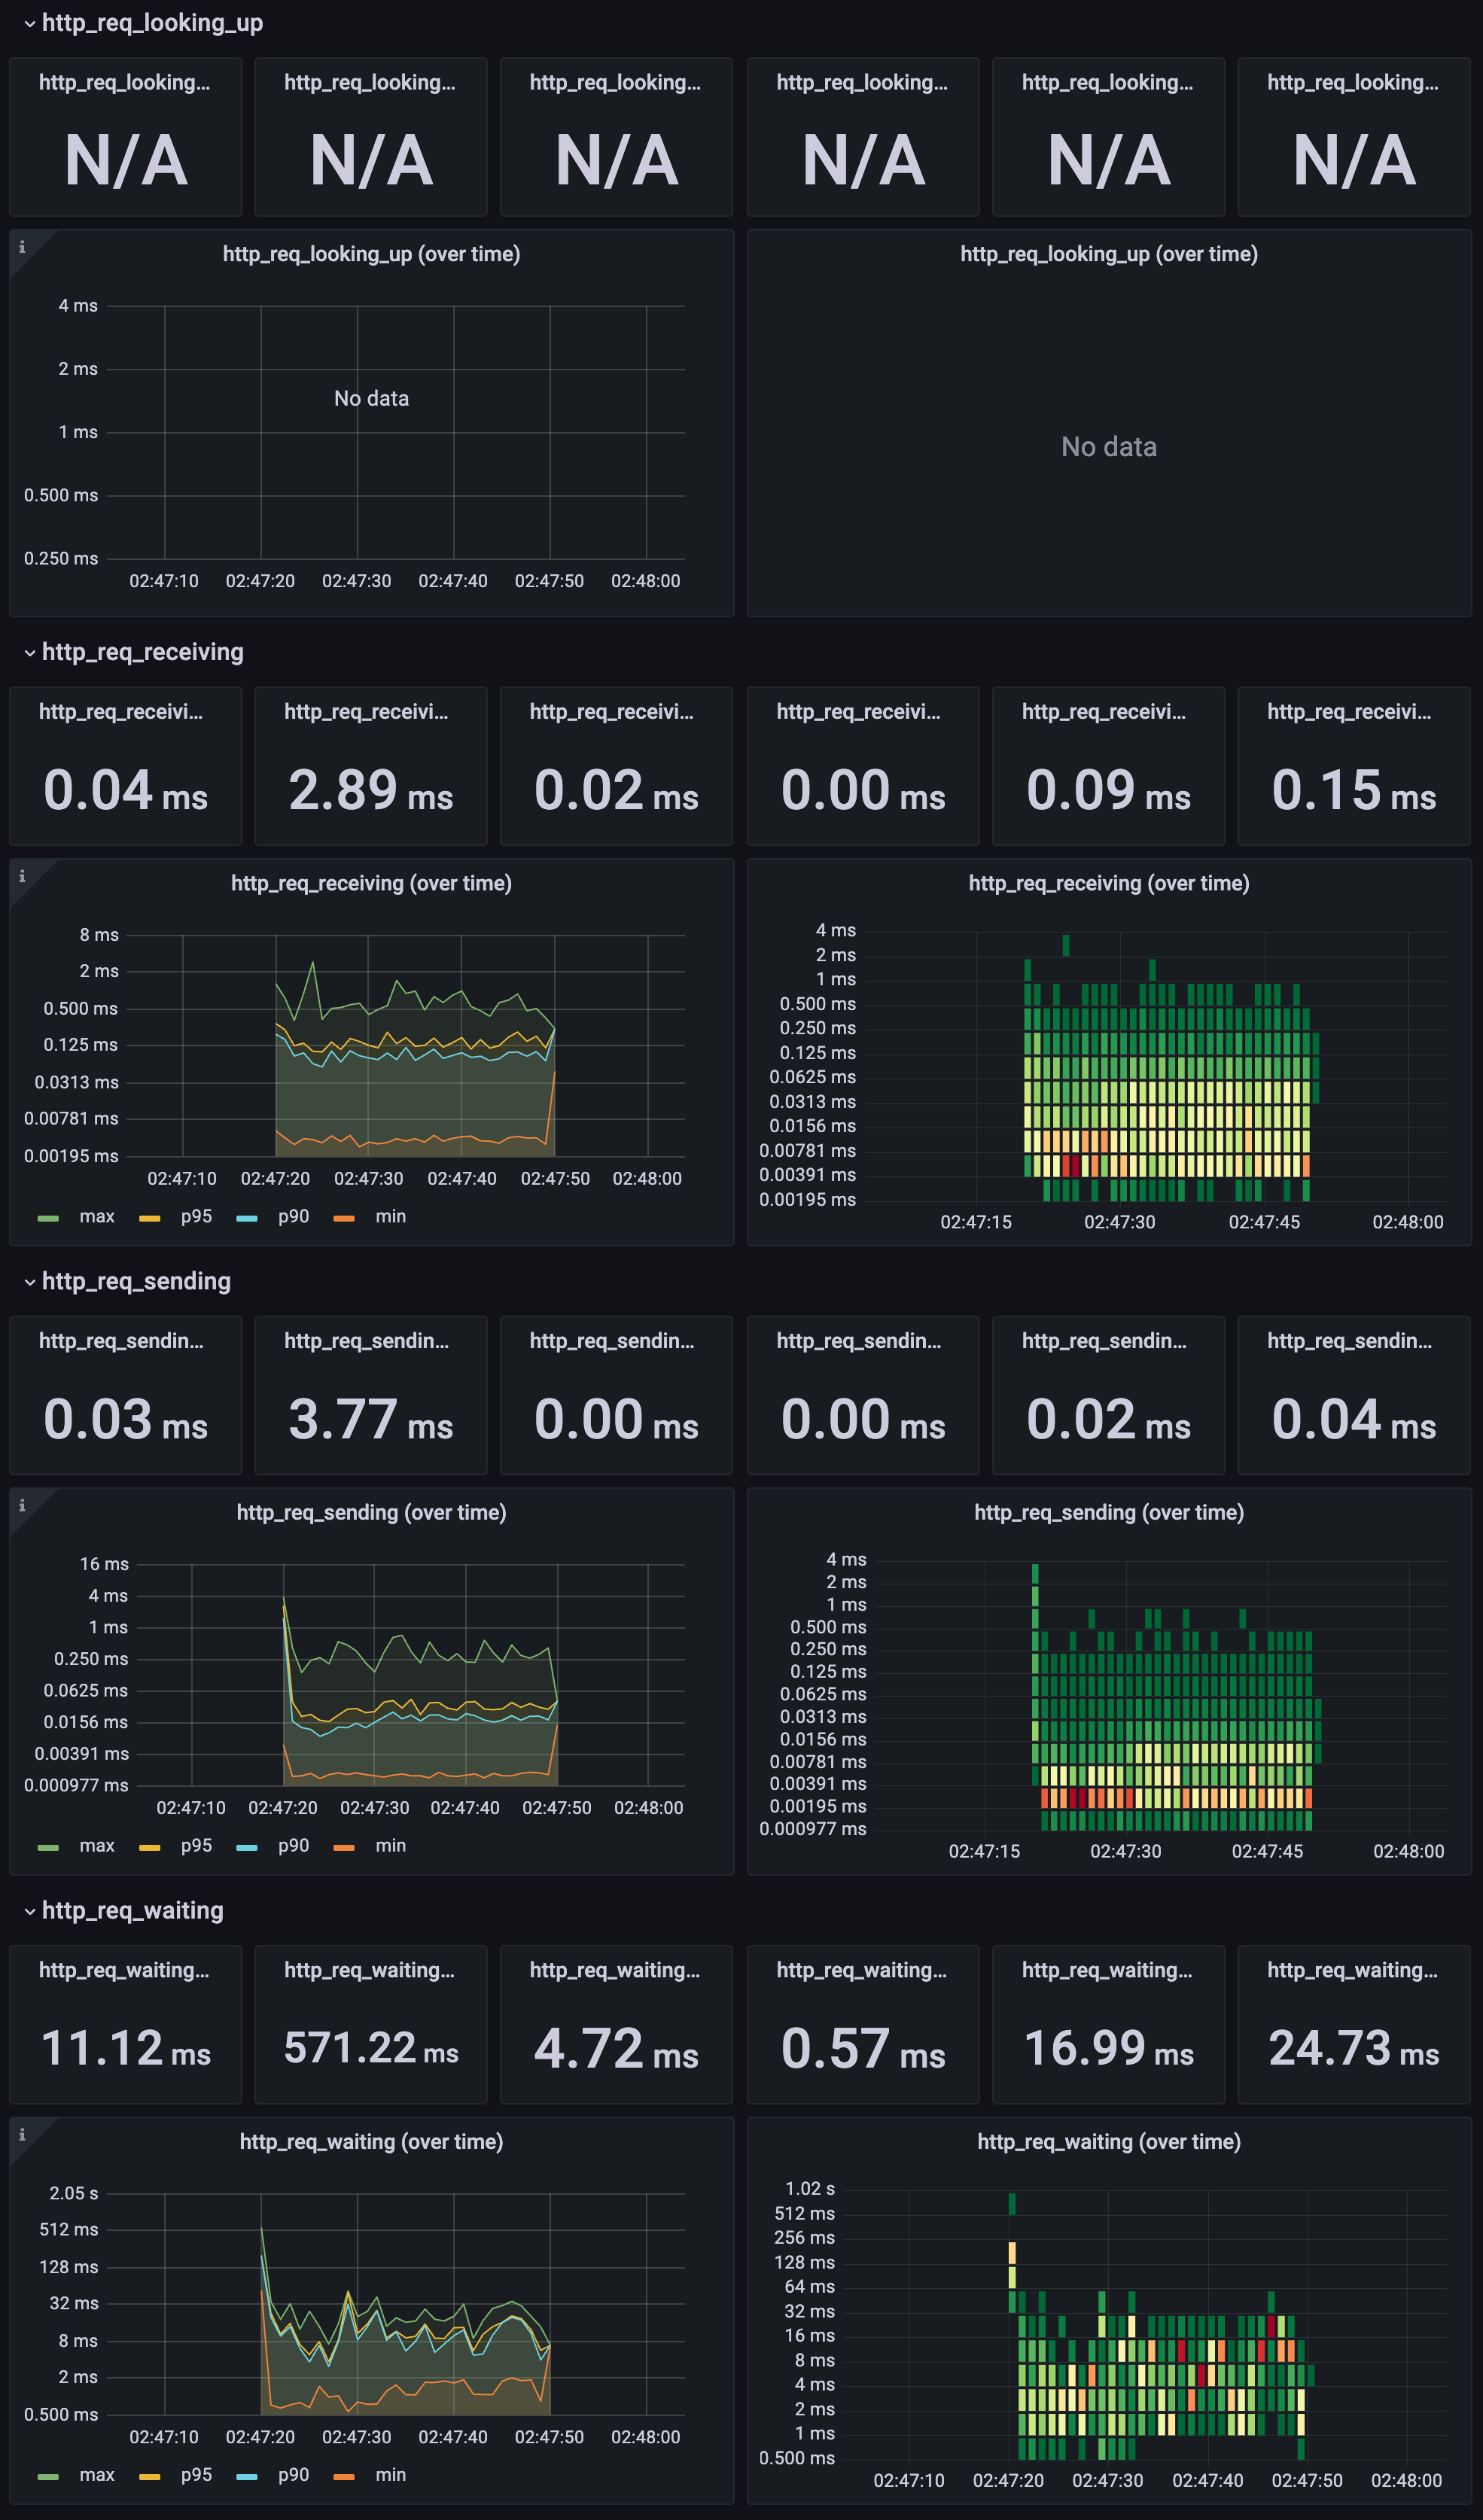 http_req_looking_up
http_req_looking... http_req_looking... http_req_looking... http_req_looking... http_req_looking... http_req_looking...
N/A N/A N/A N/A N/A N/A
i
http_req_looking_up (over time)
4 ms
2 ms
1 ms
0.500 ms
0.250 ms
No data
02:47:10 02:47:20 02:47:30 02:47:40 02:47:50 02:48:00
http_req_looking_up (over time)
No data
http_req_receiving
http_req_receivi... http_req_receivi... http_req_receivi... http_req_receivi... http_req_receivi... http_req_receivi...
0.04 ms 2.89 ms 0.02 ms 0.00 ms 0.09 ms 0.15 ms
i
http_req_receiving (over time)
8 ms
2 ms
0.500 ms
0.125 ms
0.0313 ms
0.00781 ms
0.00195 ms
02:47:10 02:47:20 02:47:30 02:47:40 02:47:50 02:48:00
max p95 p90 min
http_req_receiving (over time)
4 ms
2 ms
1 ms
0.500 ms
0.250 ms
0.125 ms
0.0625 ms
0.0313 ms
0.0156 ms
0.00781 ms
0.00391 ms
0.00195 ms
02:47:15 02:47:30 02:47:45 02:48:00
http_req_sending
http_req_sendin... http_req_sendin... http_req_sendin... http_req_sendin... http_req_sendin... http_req_sendin...
0.03 ms 3.77 ms 0.00 ms 0.00 ms 0.02 ms 0.04 ms
i
http_req_sending (over time)
16 ms
4 ms
1 ms
0.250 ms
0.0625 ms
0.0156 ms
0.00391 ms
0.000977 ms
02:47:10 02:47:20 02:47:30 02:47:40 02:47:50 02:48:00
max p95 p90 min
http_req_sending (over time)
4 ms
2 ms
1 ms
0.500 ms
0.250 ms
0.125 ms
0.0625 ms
0.0313 ms
0.0156 ms
0.00781 ms
0.00391 ms
0.00195 ms
0.000977 ms
02:47:15 02:47:30 02:47:45 02:48:00
http_req_waiting
http_req_waiting... http_req_waiting... http_req_waiting... http_req_waiting... http_req_waiting... http_req_waiting...
11.12 ms 571.22 ms 4.72 ms 0.57 ms 16.99 ms 24.73 ms
i
http_req_waiting (over time)
2.05 s
512 ms
128 ms
32 ms
8 ms
2 ms
0.500 ms
02:47:10 02:47:20 02:47:30 02:47:40 02:47:50 02:48:00
max p95 p90 min
http_req_waiting (over time)
1.02 s
512 ms
256 ms
128 ms
64 ms
32 ms
16 ms
8 ms
4 ms
2 ms
1 ms
0.500 ms
02:47:10 02:47:20 02:47:30 02:47:40 02:47:50 02:48:00